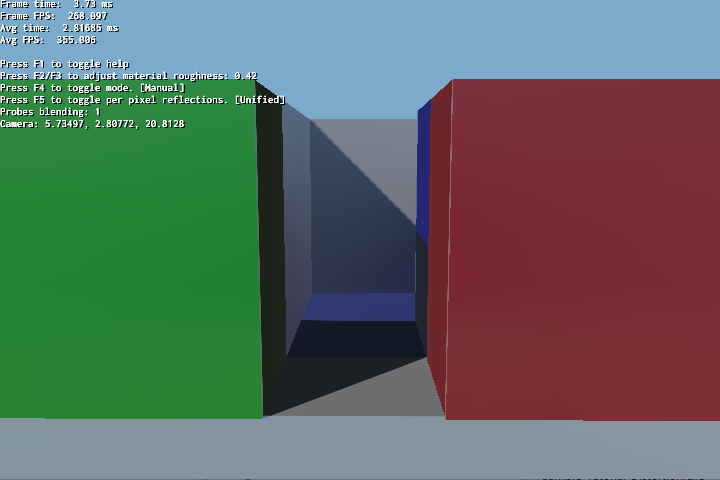 Frame time:  3.73 ms
Frame FPS:  268.097
Avg time:  2.81685 ms
Avg FPS:  355.006
Press F1 to toggle help
Press F2/F3 to adjust material roughness: 0.42
Press F4 to toggle mode. [Manual]
Press F5 to toggle per pixel reflections. [Unified]
Probes blending: 1
Camera: 5.73497, 2.80772, 20.8128